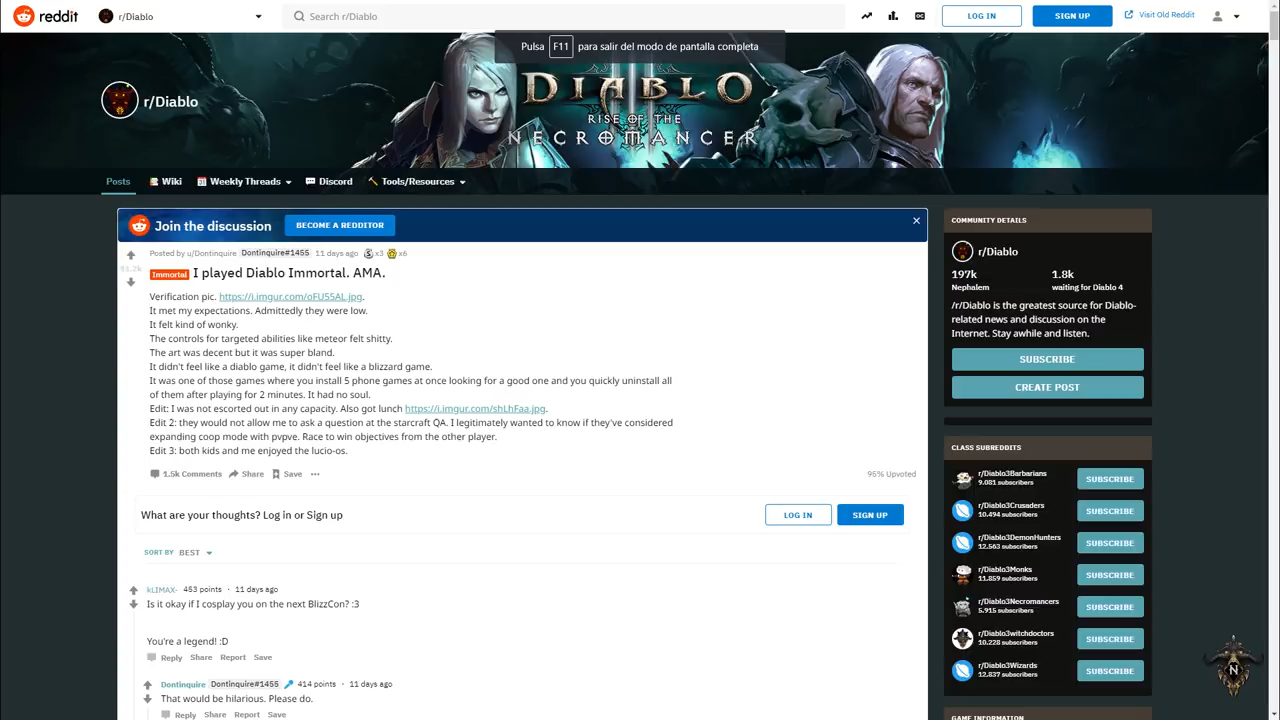 reddit r/Diablo Search r/Diablo LOG IN SIGN UP Visit Old Reddit
Pulsa F11 para salir del modo de pantalla completa
DIABLO III
RISE OF THE
NECROMANCER
r/Diablo
Posts Wiki Weekly Threads Discord Tools/Resources
Join the discussion BECOME A REDDITOR
Posted by u/Dontinquire Dontinquire#1455 11 days ago S x3 x6
Immortal I played Diablo Immortal. AMA.
Verification pic. https://i.imgur.com/oFU55AL.jpg.
It met my expectations. Admittedly they were low.
It felt kind of wonky.
The controls for targeted abilities like meteor felt shitty.
The art was decent but it was super bland.
It didn't feel like a diablo game, it didn't feel like a blizzard game.
It was one of those games where you install 5 phone games at once looking for a good one and you quickly uninstall all
of them after playing for 2 minutes. It had no soul.
Edit: I was not escorted out in any capacity. Also got lunch https://i.imgur.com/shLhFaa.jpg.
Edit 2: they would not allow me to ask a question at the starcraft QA. I legitimately wanted to know if they've considered
expanding coop mode with pvpve. Race to win objectives from the other player.
Edit 3: both kids and me enjoyed the lucio-os.
1.5k Comments Share Save ••• 95% Upvoted
What are your thoughts? Log in or Sign up LOG IN SIGN UP
SORT BY BEST
kLIMAX- 453 points · 11 days ago
Is it okay if I cosplay you on the next BlizzCon? :3
You're a legend! :D
Reply Share Report Save
Dontinquire Dontinquire#1455 414 points · 11 days ago
That would be hilarious. Please do.
Reply Share Report Save
COMMUNITY DETAILS
r/Diablo
197k 1.8k
Nephalem waiting for Diablo 4
/r/Diablo is the greatest source for Diablo-
related news and discussion on the
Internet. Stay awhile and listen.
SUBSCRIBE
CREATE POST
CLASS SUBREDDITS
r/Diablo3Barbarians
9.081 subscribers
SUBSCRIBE
r/Diablo3Crusaders
10.494 subscribers
SUBSCRIBE
r/Diablo3DemonHunters
12.563 subscribers
SUBSCRIBE
r/Diablo3Monks
11.859 subscribers
SUBSCRIBE
r/Diablo3Necromancers
5.915 subscribers
SUBSCRIBE
r/Diablo3witchdoctors
10.228 subscribers
SUBSCRIBE
r/Diablo3Wizards
12.837 subscribers
SUBSCRIBE
GAME INFORMATION
N